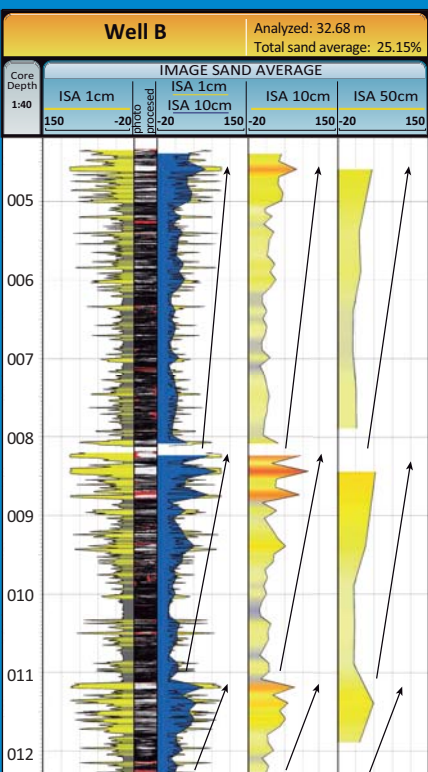 Well B
Analyzed: 32.68 m
Total sand average: 25.15%
Core
Depth
1:40
IMAGE SAND AVERAGE
ISA 1cm
150 -20
photo
procesed
ISA 1cm
ISA 10cm
-20 150
ISA 10cm
-20 150
ISA 50cm
-20 150
005
006
007
008
009
010
011
012